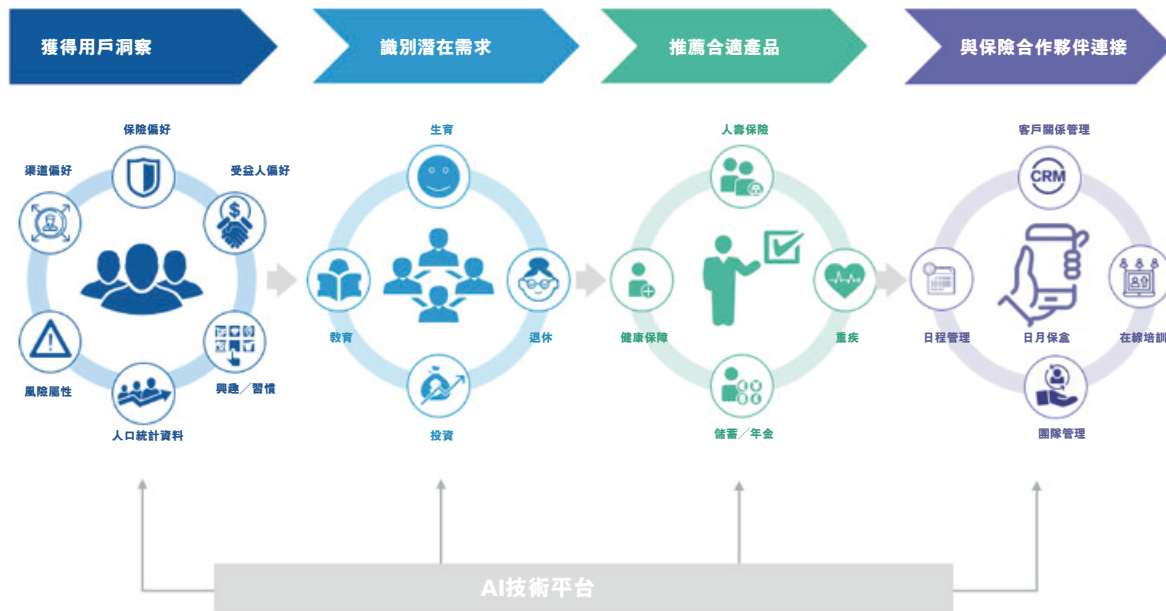 獲得用戶洞察
識別潛在需求
推薦合適產品
與保險合作夥伴連接
保險偏好
渠道偏好
受益人偏好
風險屬性
興趣／習慣
人口統計資料
生育
教育
退休
投資
人壽保險
健康保障
重疾
儲蓄／年金
客戶關係管理
CRM
日程管理
日月保盒
在線培訓
團隊管理
AI技術平台